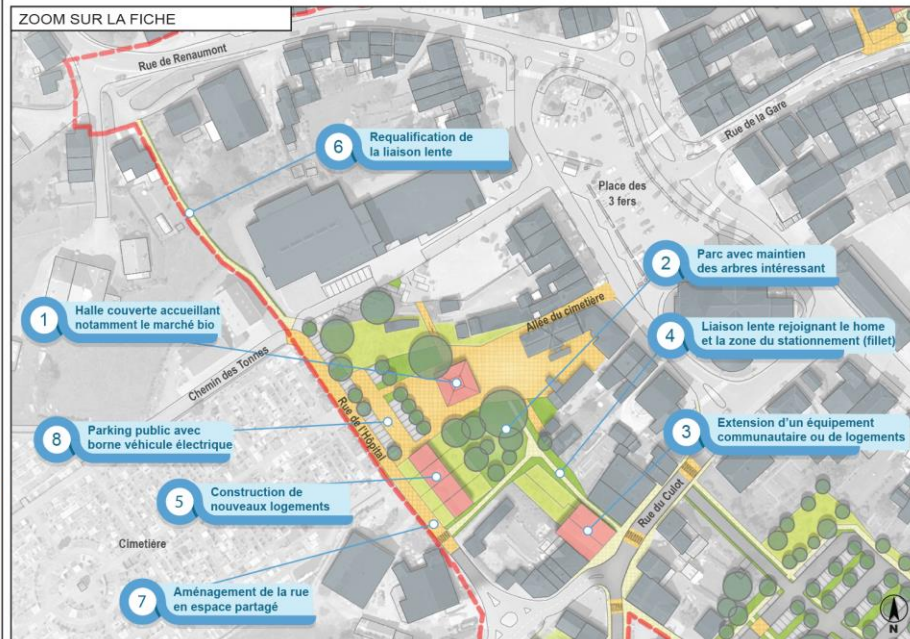 ZOOM SUR LA FICHE
Rue de Renaumont
6
Requalification de
la liaison lente
Rue de la Gare
Place des
3 fers
2
Parc avec maintien
des arbres intéressant
1
Halle couverte accueillant
notamment le marché bio
Allée du cimetière
4
Liaison lente rejoignant le home
et la zone du stationnement (fillet)
Chemin des Tonnes
Rue de l'Hôpital
8
Parking public avec
borne véhicule électrique
3
Extension d'un équipement
communautaire ou de logements
5
Construction de
nouveaux logements
Rue du Culot
Cimetière
7
Aménagement de la rue
en espace partagé
N